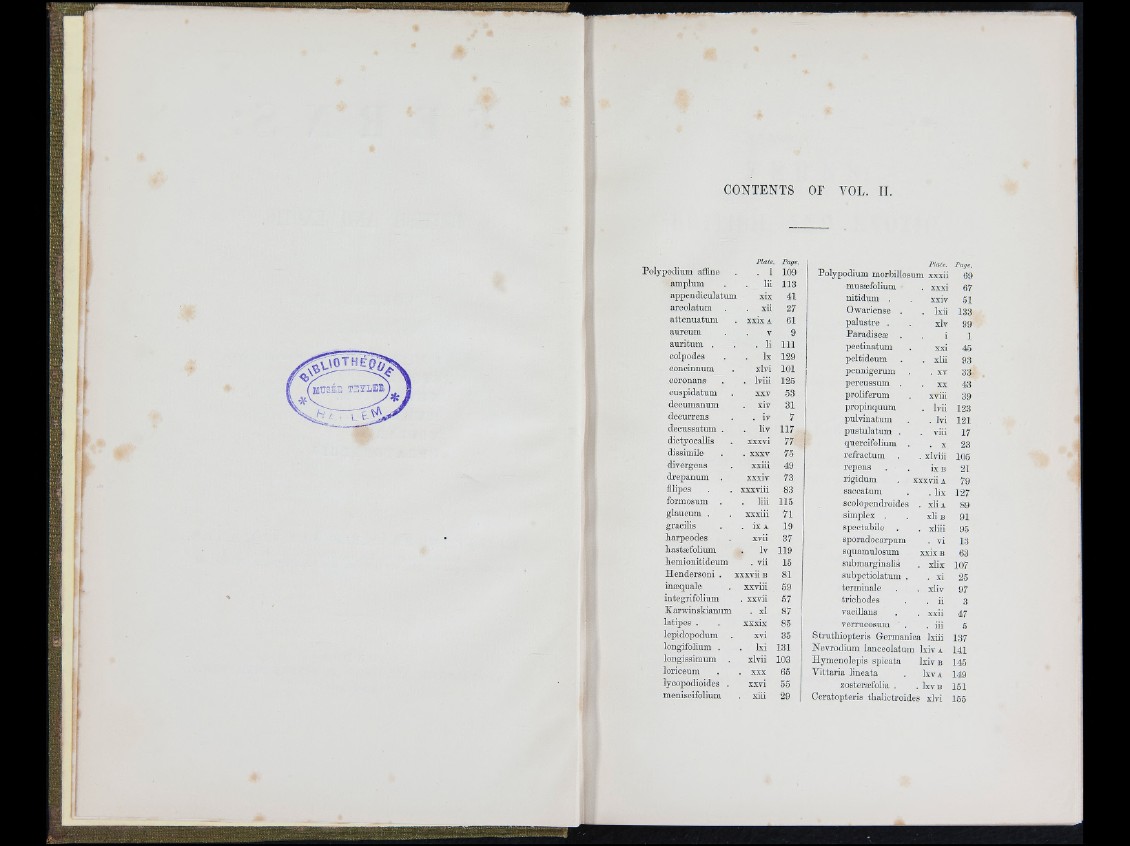 BIBLIOTHÈQUE
MUSÉE TEYLER
CONTENTS OF VOL. II.
Plate. Page.
Polypodium affine . . l 109
amplum . . lii 113
appendiculatum xix 41
areolatum . . xii 27
attenuatum . xxix A 61
aureum . v 9
auritum . . . li 111
colpodes . . lx 129
concinnum . xlvi 101
coronans . . lviii 125
cuspidatum . xxv 53
decumanum . xiv 31
decurrens . . iv 7
decussatum . . liv 117
dictyocallis . xxxvi 77
dissimile . . xxxv 75
divergens . xxiii 49
drepanum . xxxiv 73
filipes . . xxxviii 83
formosum . . liii 115
glaucum . . xxxiii 71
gracilis . . ix A 19
harpeodes . xvii 37
hastæfolium . lv 119
hemionitideum . vii 15
Hendersoni . xxxvii B 81
inæquale . xxviii 59
integrifolium . xxvii 57
Karwinskianum . xl 87
latipes . . xxxix 85
lepidopodum . xvi 35
longifolium . . lxi 131
longissimum . xlvii 103
loriceum . . xxx 65
lycopodioides . xxvi 55
meniscifolium . xiii 29
Plate. Page.
Polypodium morbillosum xxxii 69
musæfolium . xxxi 67
nitidum . . xxiv 51
Owariense . . lxii 133
palustre . . xlv 99
Paradiseæ . . i 1
pectinatum . xxi 45
peltideum . . xlii 93
pennigerum . . xv 33
percussum . . xx 43
proliferum . xviii 39
propinquum . lvii 123
pulvinatum . . lvi 121
pustulatum . . viii 17
quercifolium . . x 23
refractum . . xlviii 105
repens . . ix B 21
rigidum . xxxvii A 79
saccatum . . lix 127
scolopendroides . xli A 89
simplex . . xli B 91
spectabile . . xliii 95
sporadocarpum . vi 13
squamulosum xxix B 63
submarginalis . xlix 107
subpetiolatum . . xi 25
terminale . . xliv 97
trichodes . . ii 3
vacillans . . xxii 47
verrucosum . . iii 5
Struthiopteris Germanica lxiii 137
Nevrodium lanceolatum lxiv A 141
Hymenolepis spicata lxiv B 145
Vittaria lineata . lxv A 149
zosteræfolia . . lxv B 151
Ceratopteris thalictroides xlvi 155